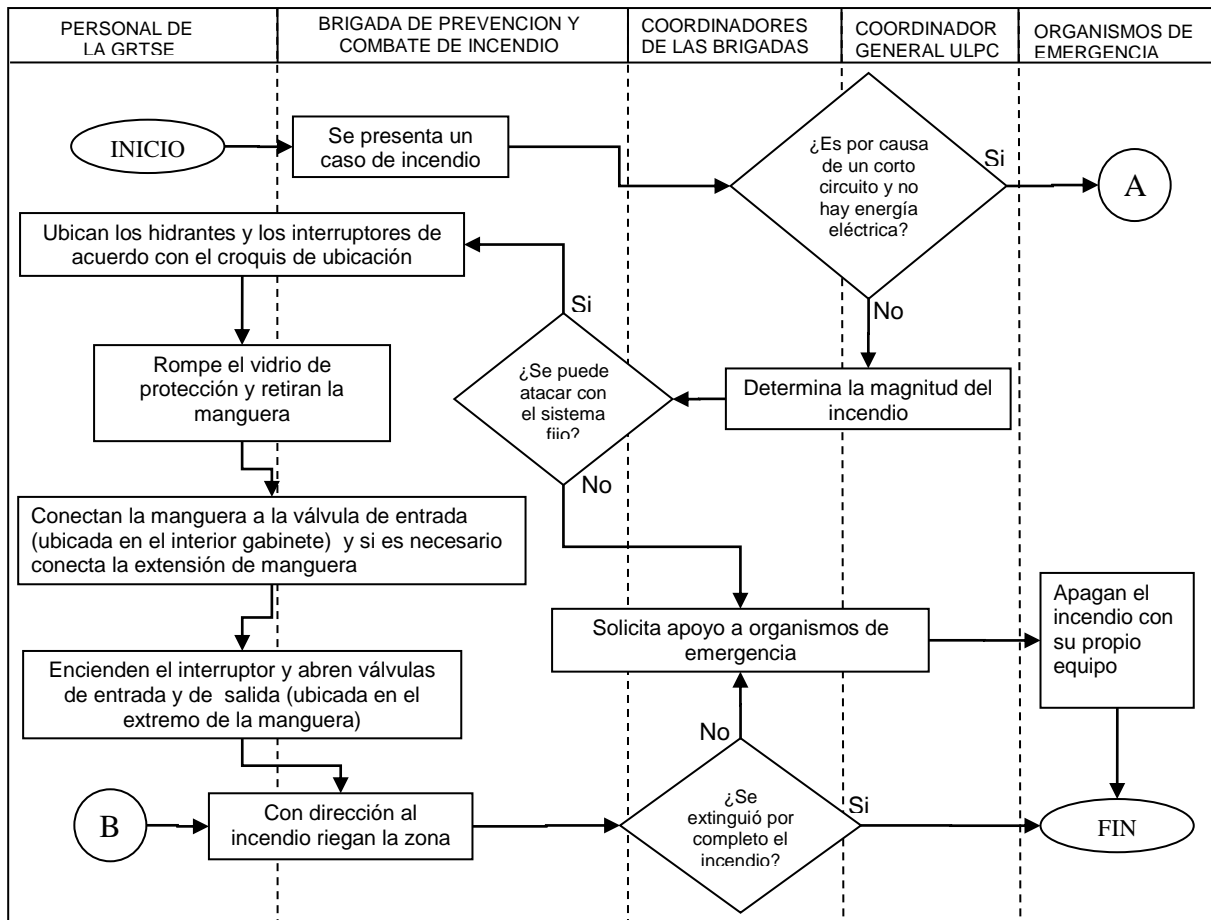 PERSONAL DE
LA GRTSE
BRIGADA DE PREVENCION Y
COMBATE DE INCENDIO
COORDINADORES
DE LAS BRIGADAS
COORDINADOR
GENERAL ULPC
ORGANISMOS DE
EMERGENCIA
INICIO
Se presenta un
caso de incendio
¿Es por causa
de un corto
circuito y no
hay energía
eléctrica?
Si
A
No
Ubican los hidrantes y los interruptores de
acuerdo con el croquis de ubicación
Si
Rompe el vidrio de
protección y retiran la
manguera
¿Se puede
atacar con
el sistema
fijo?
Determina la magnitud del
incendio
No
Conectan la manguera a la válvula de entrada
(ubicada en el interior gabinete) y si es necesario
conecta la extensión de manguera
Solicita apoyo a organismos de
emergencia
Apagan el
incendio con
su propio
equipo
Encienden el interruptor y abren válvulas
de entrada y de salida (ubicada en el
extremo de la manguera)
No
B
Con dirección al
incendio riegan la zona
¿Se
extinguió por
completo el
incendio?
Si
FIN